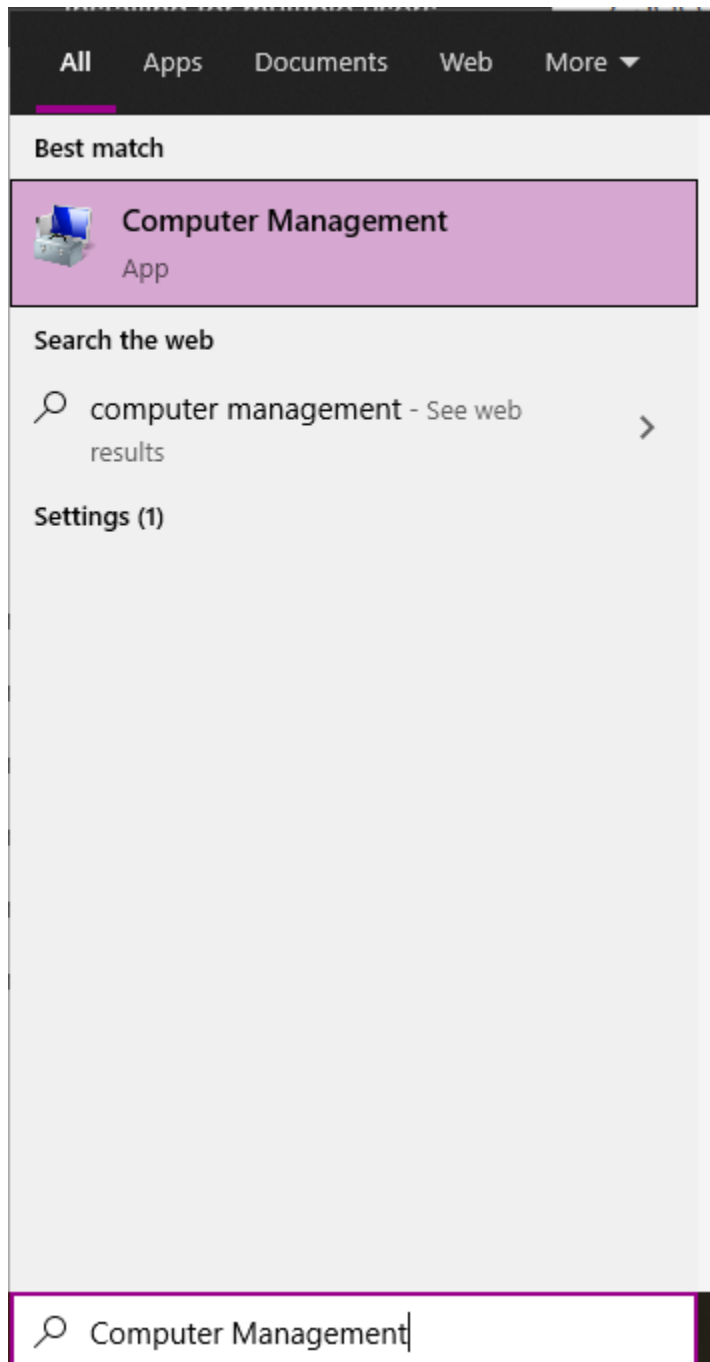 All Apps Documents Web More
Best match
Computer Management
App
Search the web
computer management - See web
results
Settings (1)
Computer Management